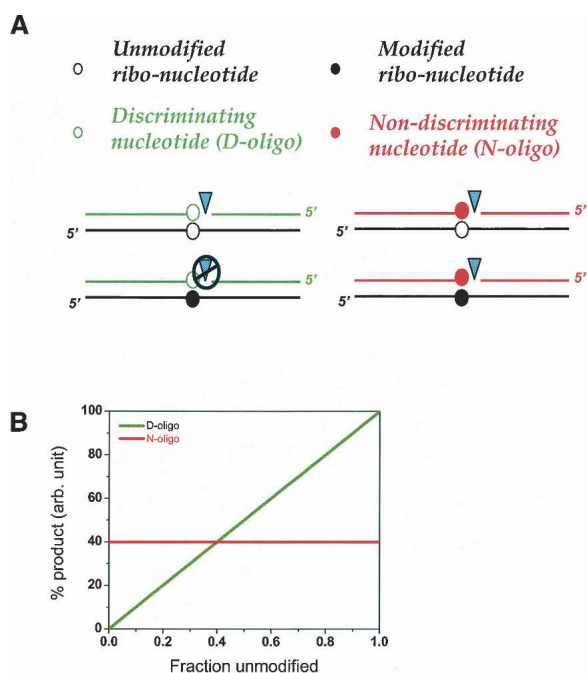 A
Unmodified
ribo-nucleotide
Modified
ribo-nucleotide
Discriminating
nucleotide (D-oligo)
Non-discriminating
nucleotide (N-oligo)
5'
5'
5'
5'
5'
5'
5'
5'
B
D-oligo
N-oligo
100
80
60
40
20
0
% product (arb. unit)
0.0 0.2 0.4 0.6 0.8 1.0
Fraction unmodified